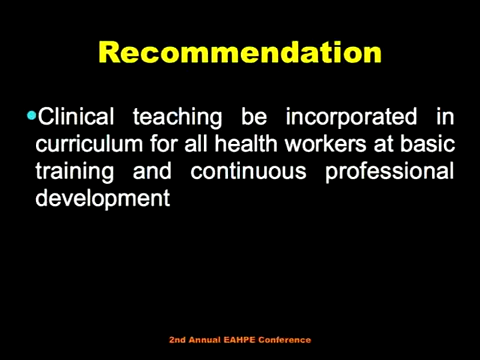 Recommendation
•Clinical teaching be incorporated in
curriculum for all health workers at basic
training and continuous professional
development
2nd Annual EAHPE Conference